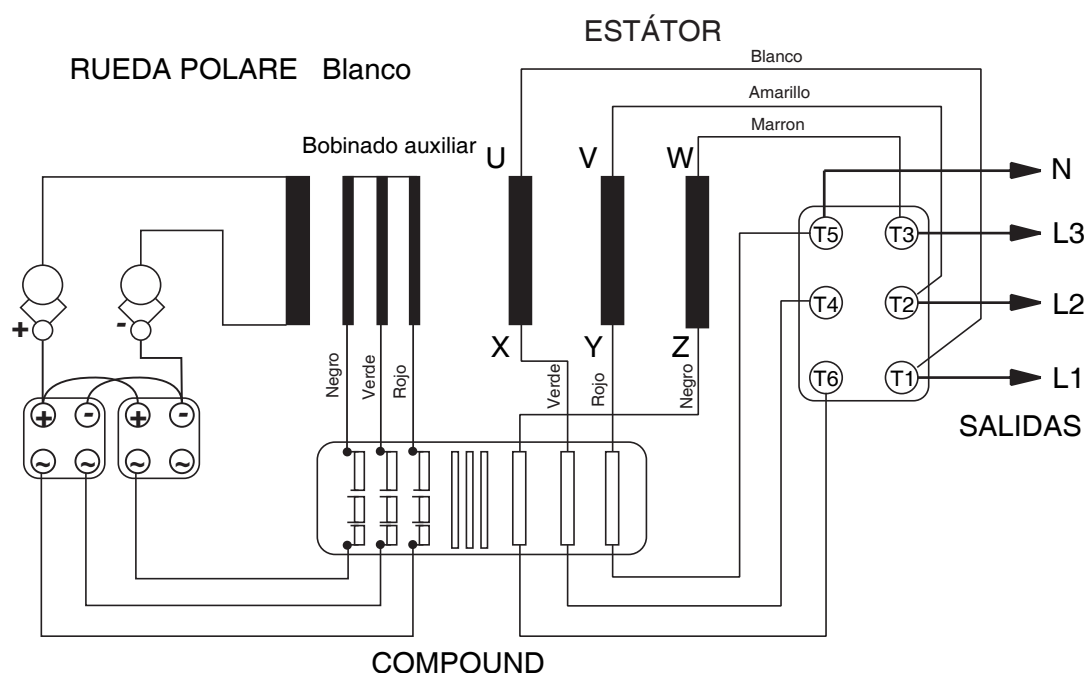 ESTÁTOR
RUEDA POLARE Blanco
Blanco
Amarillo
Marron
Bobinado auxiliar
U
V
W
N
L3
L2
L1
T5
T3
T4
T2
T6
T1
SALIDAS
+
-
X
Y
Z
Negro
Verde
Rojo
Verde
Rojo
Negro
+
-
+
-
~
~
~
~
COMPOUND